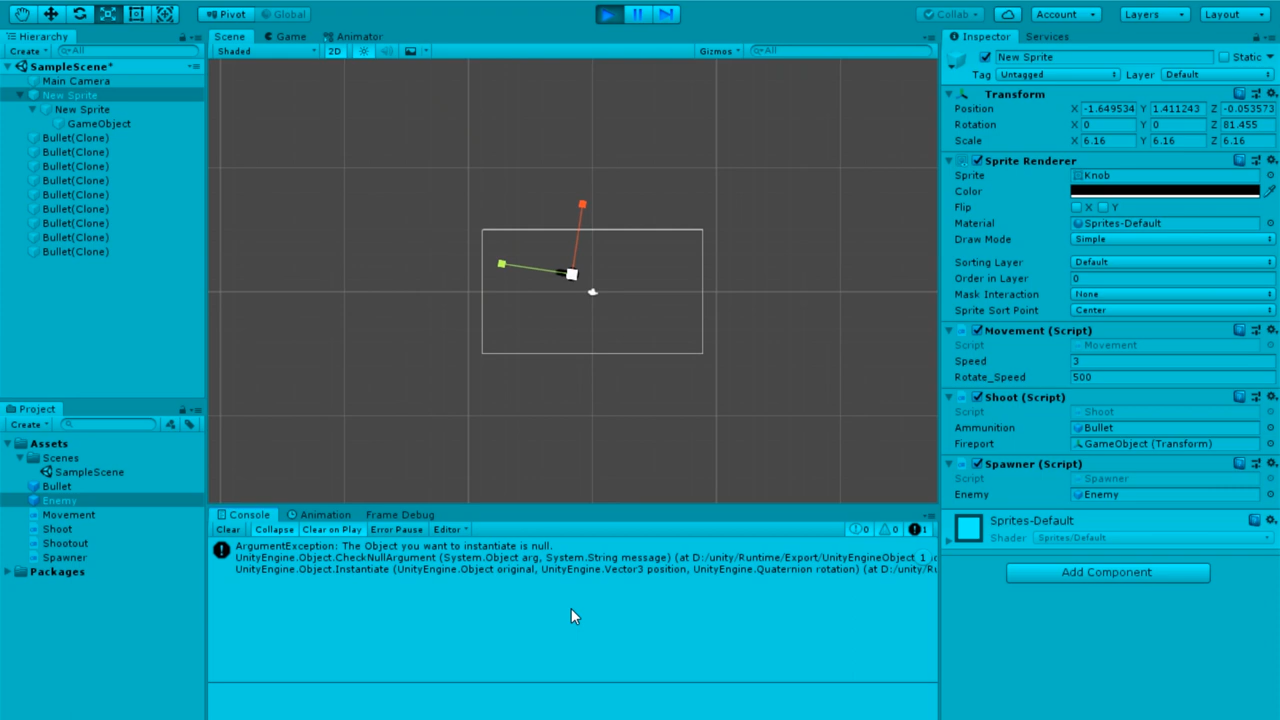 Pivot Global Collab Account Layers Layout
Hierarchy
Create All
SampleScene*
Main Camera
New Sprite
New Sprite
GameObject
Bullet(Clone)
Bullet(Clone)
Bullet(Clone)
Bullet(Clone)
Bullet(Clone)
Bullet(Clone)
Bullet(Clone)
Bullet(Clone)
Bullet(Clone)
Project
Create
Assets
Scenes
SampleScene
Bullet
Enemy
Movement
Shoot
Shootout
Spawner
Packages
Scene Game Animator
Shaded 2D Gizmos All
Console Animation Frame Debug
Clear Collapse Clear on Play Error Pause Editor 0 0 1
ArgumentException: The Object you want to instantiate is null.
UnityEngine.Object.CheckNullArgument (System.Object arg, System.String message) (at D:/unity/Runtime/Export/UnityEngineObject 1
UnityEngine.Object.Instantiate (UnityEngine.Object original, UnityEngine.Vector3 position, UnityEngine.Quaternion rotation) (at D:/unity/Ru
Inspector Services
New Sprite Static
Tag Untagged Layer Default
Transform
Position X -1.649534 Y 1.411243 Z -0.053573
Rotation X 0 Y 0 Z 81.455
Scale X 6.16 Y 6.16 Z 6.16
Sprite Renderer
Sprite Knob
Color
Flip X Y
Material Sprites-Default
Draw Mode Simple
Sorting Layer Default
Order in Layer 0
Mask Interaction None
Sprite Sort Point Center
Movement (Script)
Script Movement
Speed 3
Rotate_Speed 500
Shoot (Script)
Script Shoot
Ammunition Bullet
Fireport GameObject (Transform)
Spawner (Script)
Script Spawner
Enemy Enemy
Sprites-Default
Shader Sprites/Default
Add Component